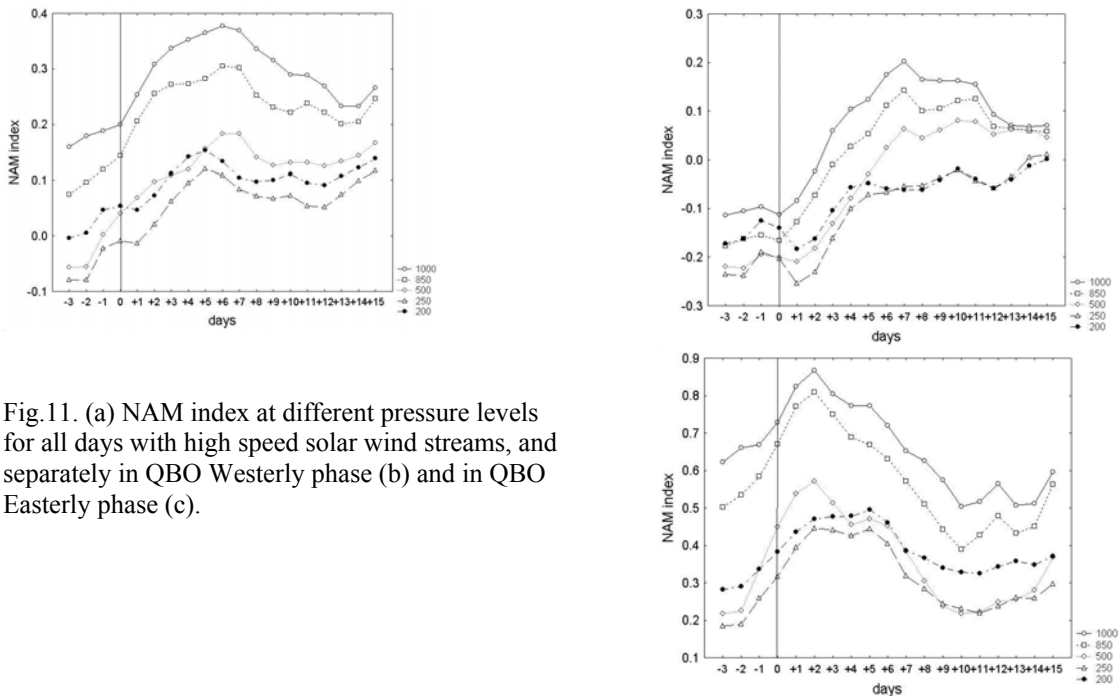 0.4
0.3
0.2
0.1
0.0
-0.1
NAM index
-3 -2 -1 0 +1 +2 +3 +4 +5 +6 +7 +8 +9 +10 +11 +12 +13 +14 +15
days
1000
850
500
250
200
0.3
0.2
0.1
0.0
-0.1
-0.2
-0.3
NAM index
-3 -2 -1 0 +1 +2 +3 +4 +5 +6 +7 +8 +9 +10 +11 +12 +13 +14 +15
days
1000
850
500
250
200
Fig.11. (a) NAM index at different pressure levels
for all days with high speed solar wind streams, and
separately in QBO Westerly phase (b) and in QBO
Easterly phase (c).
0.9
0.8
0.7
0.6
0.5
0.4
0.3
0.2
0.1
NAM index
-3 -2 -1 0 +1 +2 +3 +4 +5 +6 +7 +8 +9 +10 +11 +12 +13 +14 +15
days
1000
850
500
250
200